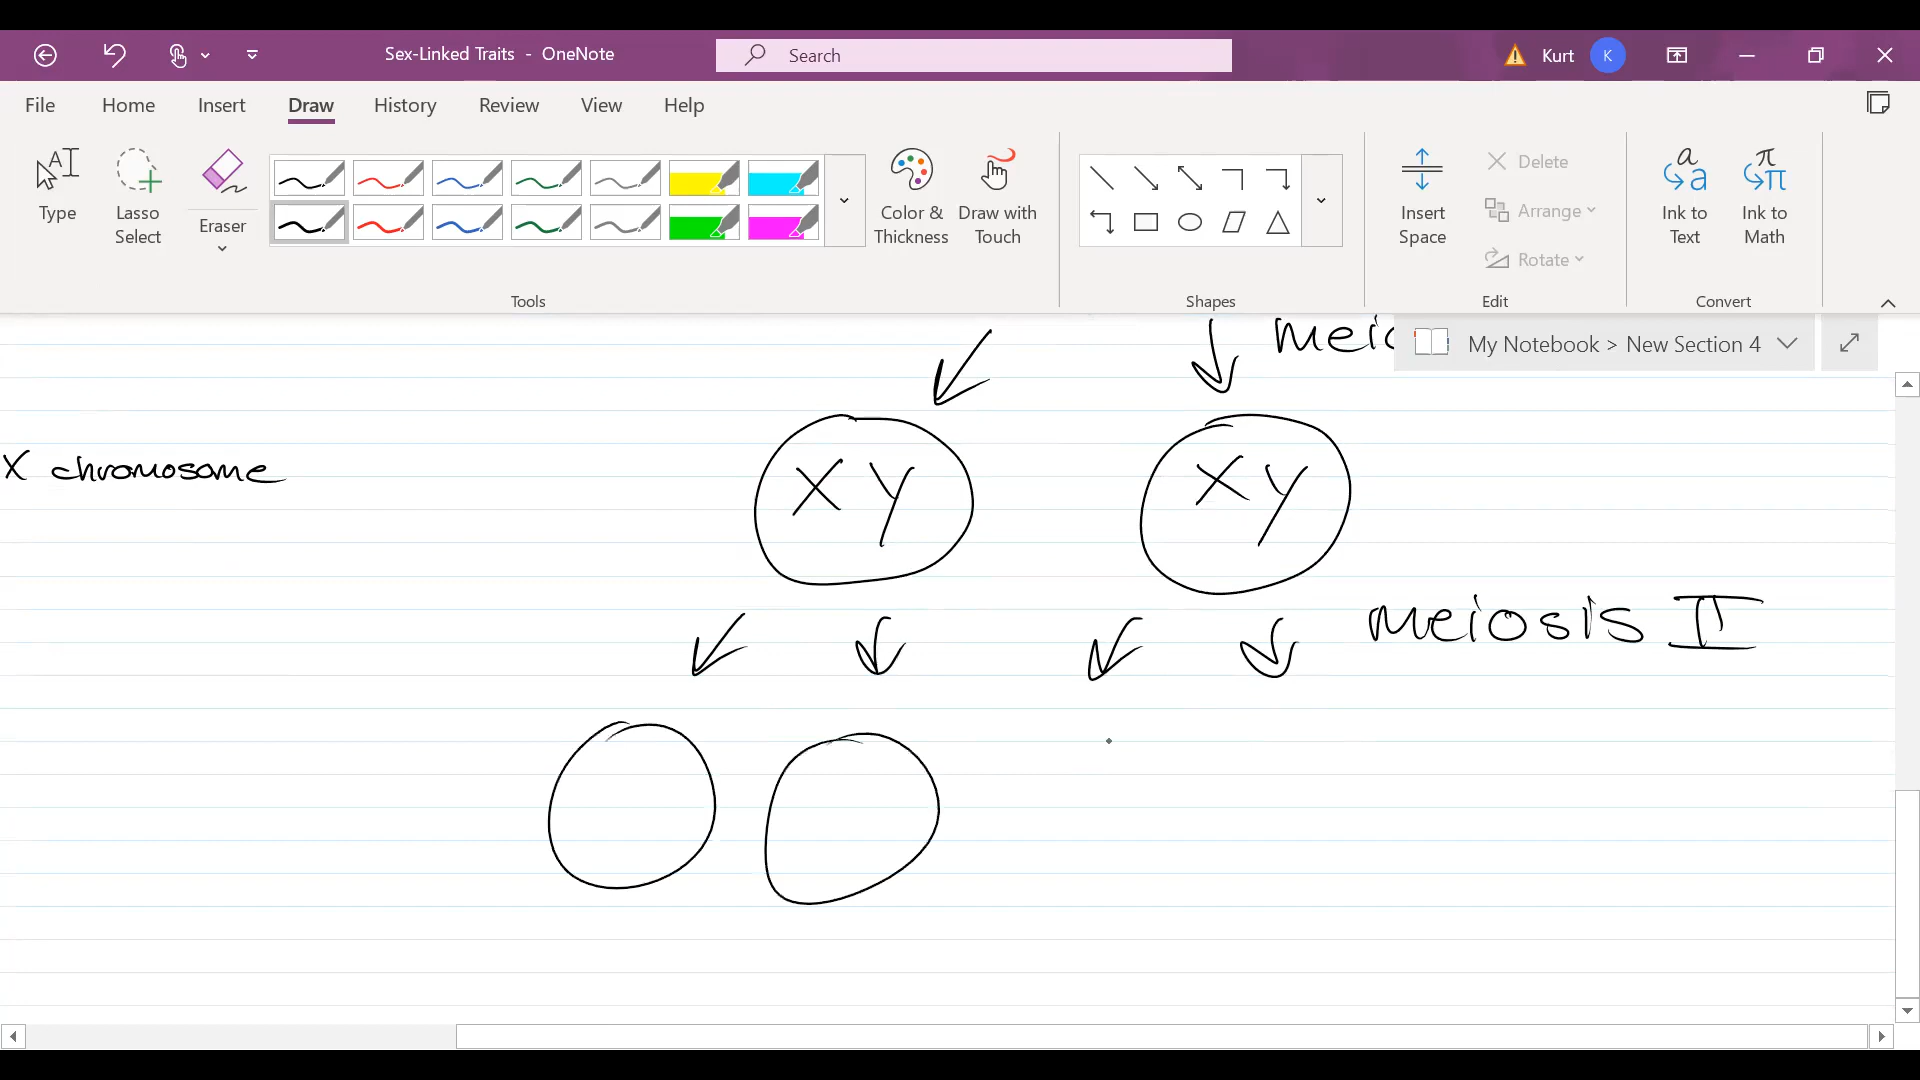 Sex-Linked Traits - OneNote
Search
Kurt
K
File Home Insert Draw History Review View Help
Type
Lasso Select
Eraser
Color & Thickness
Draw with Touch
Insert Space
Delete
Arrange
Rotate
Ink to Text
Ink to Math
Tools
Shapes
Edit
Convert
My Notebook > New Section 4
X chromosome
X Y
X Y
meiosis II